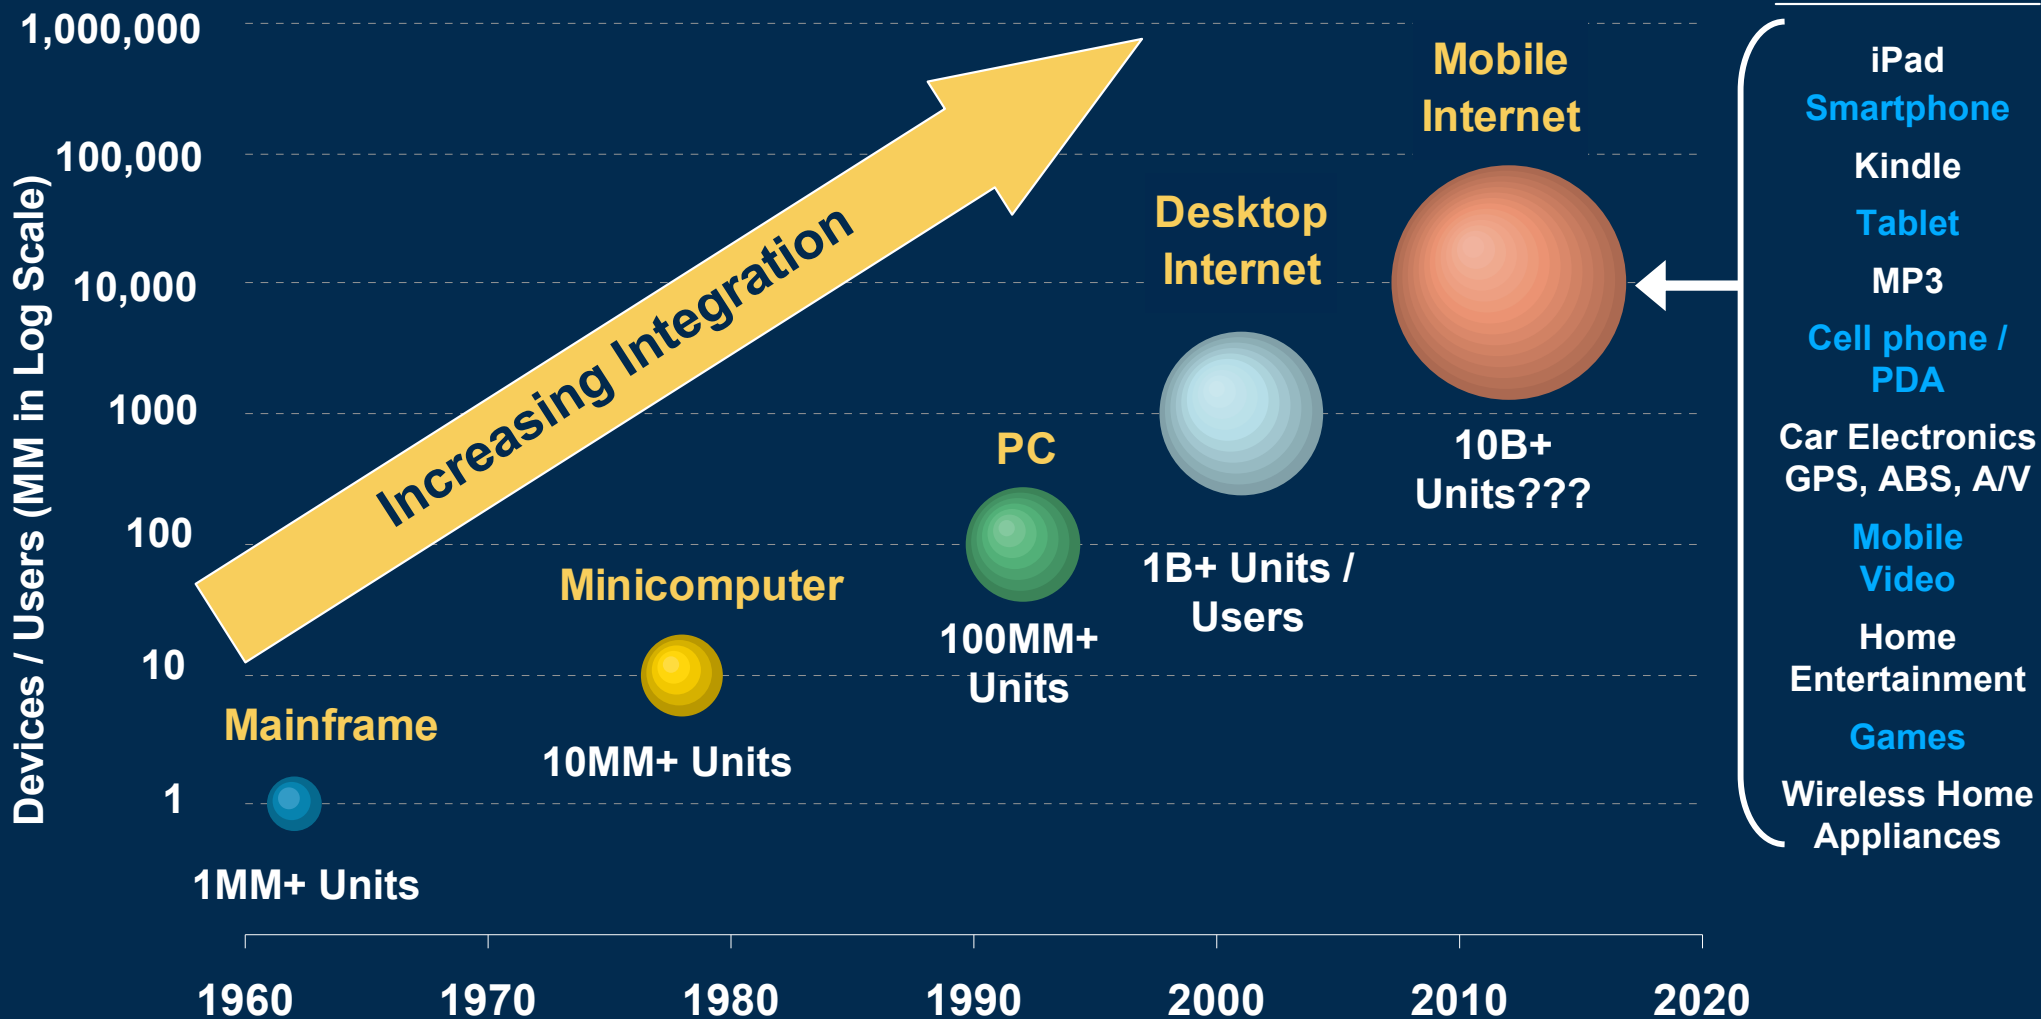 Devices / Users (MM in Log Scale)
1,000,000
100,000
10,000
1000
100
10
1
Increasing Integration
Mainframe
1MM+ Units
Minicomputer
10MM+ Units
PC
100MM+
Units
Desktop
Internet
1B+ Units /
Users
Mobile
Internet
10B+
Units???
iPad
Smartphone
Kindle
Tablet
MP3
Cell phone /
PDA
Car Electronics
GPS, ABS, A/V
Mobile
Video
Home
Entertainment
Games
Wireless Home
Appliances
1960
1970
1980
1990
2000
2010
2020